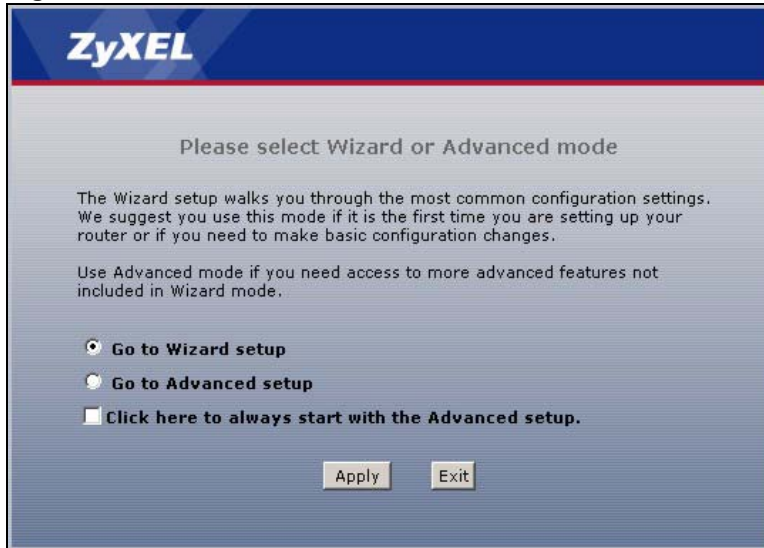 ZyXEL
Please select Wizard or Advanced mode
The Wizard setup walks you through the most common configuration settings.
We suggest you use this mode if it is the first time you are setting up your
router or if you need to make basic configuration changes.
Use Advanced mode if you need access to more advanced features not
included in Wizard mode.
Go to Wizard setup
Go to Advanced setup
Click here to always start with the Advanced setup.
Apply Exit